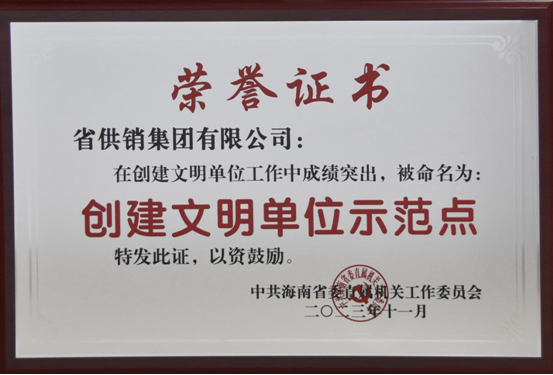 荣誉证书
省供销集团有限公司：
在创建文明单位工作中成绩突出，被命名为：
创建文明单位示范点
特发此证，以资鼓励。
中共海南省委直属机关工作委员会
二〇二三年十一月